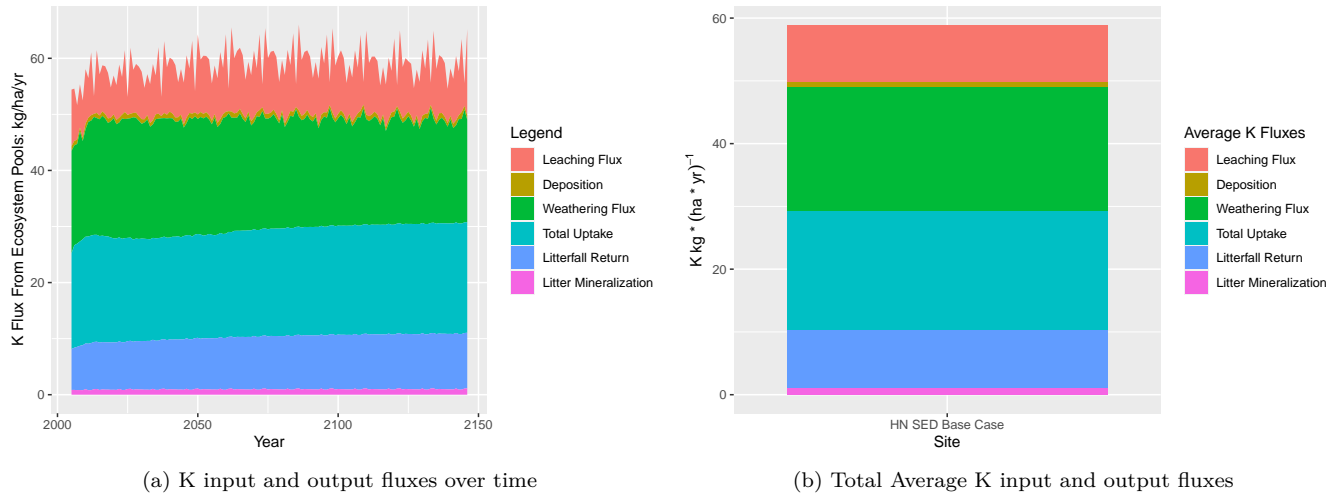 K Flux From Ecosystem Pools: kg/ha/yr
60
40
20
0
2000
2050
2100
2150
Year
Legend
Leaching Flux
Deposition
Weathering Flux
Total Uptake
Litterfall Return
Litter Mineralization
(a) K input and output fluxes over time
K kg * (ha * yr)⁻¹
60
40
20
0
HN SED Base Case
Site
Average K Fluxes
Leaching Flux
Deposition
Weathering Flux
Total Uptake
Litterfall Return
Litter Mineralization
(b) Total Average K input and output fluxes